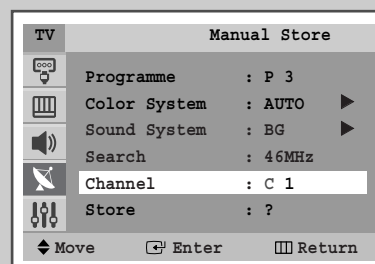 TV Manual Store
Programme : P 3
Color System : AUTO
Sound System : BG
Search : 46MHz
Channel : C 1
Store : ?
Move Enter Return